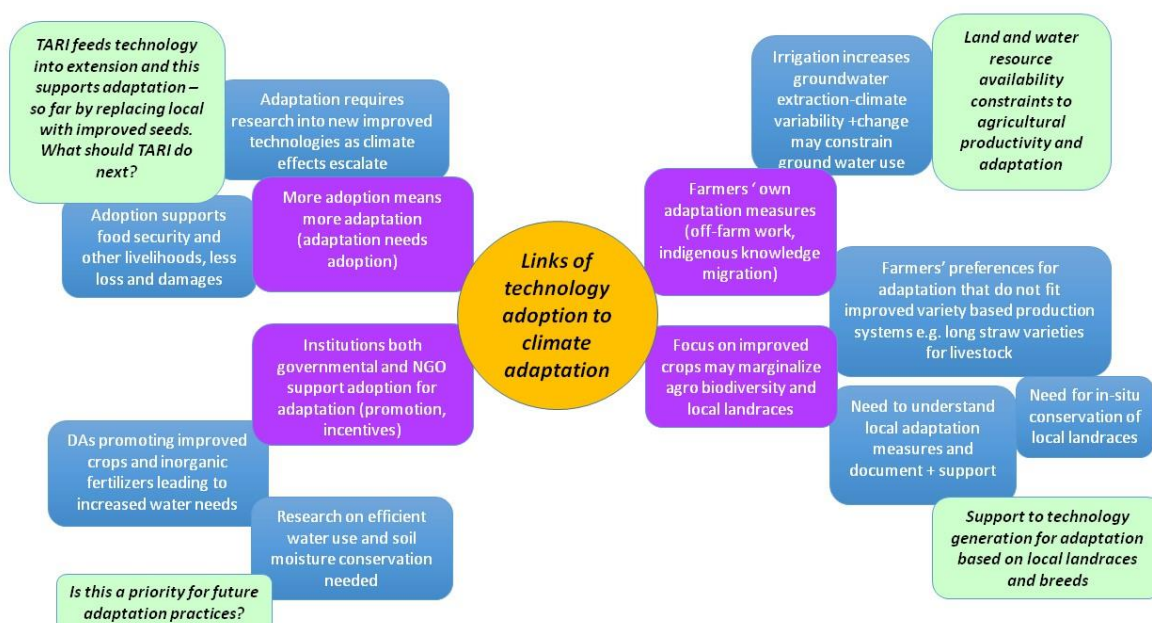 TARI feeds technology
into extension and this
supports adaptation –
so far by replacing local
with improved seeds.
What should TARI do
next?
Adaptation requires
research into new improved
technologies as climate
effects escalate
More adoption means
more adaptation
(adaptation needs
adoption)
Adoption supports
food security and
other livelihoods, less
loss and damages
Institutions both
governmental and NGO
support adoption for
adaptation (promotion,
incentives)
DAs promoting improved
crops and inorganic
fertilizers leading to
increased water needs
Research on efficient
water use and soil
moisture conservation
needed
Is this a priority for future
adaptation practices?
Links of
technology
adoption to
climate
adaptation
Irrigation increases
groundwater
extraction-climate
variability +change
may constrain
ground water use
Land and water
resource
availability
constraints to
agricultural
productivity and
adaptation
Farmers ‘ own
adaptation measures
(off-farm work,
indigenous knowledge
migration)
Farmers’ preferences for
adaptation that do not fit
improved variety based production
systems e.g. long straw varieties
for livestock
Focus on improved
crops may marginalize
agro biodiversity and
local landraces
Need to understand
local adaptation
measures and
document + support
Need for in-situ
conservation of
local landraces
Support to technology
generation for adaptation
based on local landraces
and breeds